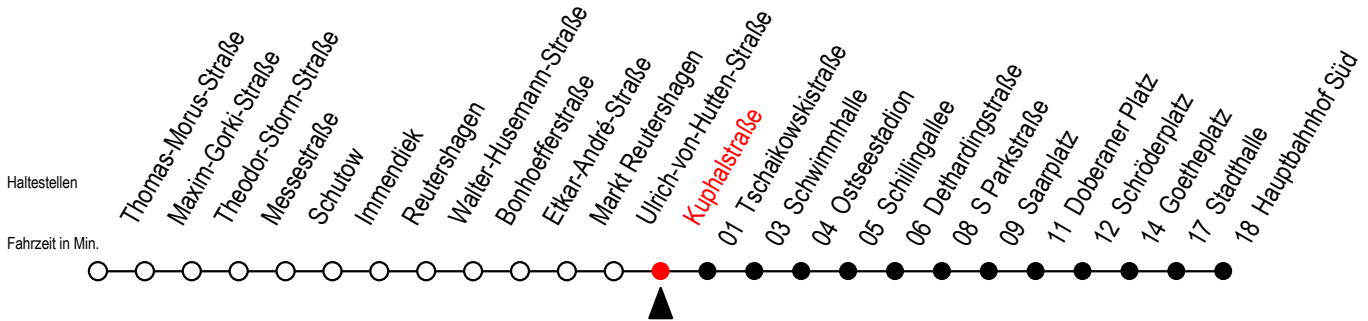 Haltestellen
Fahrzeit in Min.
Thomas-Morus-Straße
Maxim-Gorki-Straße
Theodor-Storm-Straße
Messestraße
Schutow
Immendiek
Reutershagen
Walter-Husemann-Straße
Bonhoefferstraße
Etkar-André-Straße
Markt Reutershagen
Ulrich-von-Hutten-Straße
Kuphalstraße
01 Tschaikowskistraße
03 Schwimmhalle
04 Ostseestadion
05 Schillingallee
06 Dethardingstraße
08 S Parkstraße
09 Saarplatz
11 Doberaner Platz
12 Schröderplatz
14 Goetheplatz
17 Stadthalle
18 Hauptbahnhof Süd